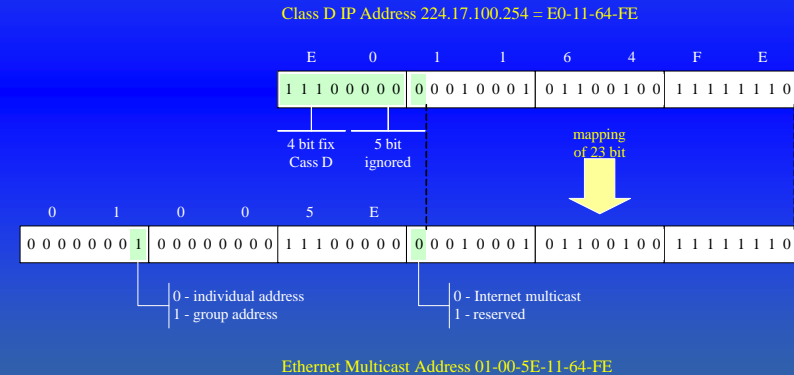 Class D IP Address 224.17.100.254 = E0-11-64-FE
E 0 1 1 6 4 F E
1 1 1 0 0 0 0 0 0 0 0 1 0 0 0 1 0 1 1 0 0 1 0 0 1 1 1 1 1 1 1 0
4 bit fix
Cass D
5 bit
ignored
mapping
of 23 bit
0 1 0 0 5 E
0 0 0 0 0 0 0 1 0 0 0 0 0 0 0 0 1 1 1 0 0 0 0 0 0 0 0 1 0 0 0 1 0 1 1 0 0 1 0 0 1 1 1 1 1 1 1 0
0 - individual address
1 - group address
0 - Internet multicast
1 - reserved
Ethernet Multicast Address 01-00-5E-11-64-FE